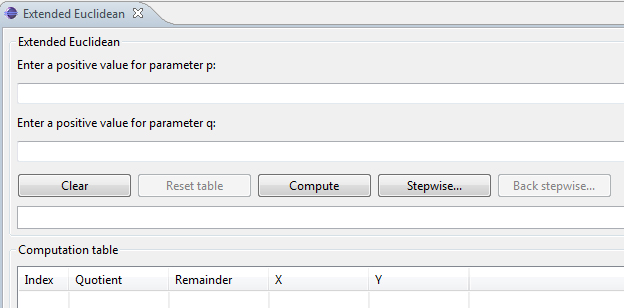 Extended Euclidean
Extended Euclidean
Enter a positive value for parameter p:
Enter a positive value for parameter q:
Clear Reset table Compute Stepwise... Back stepwise...
Computation table
Index Quotient Remainder X Y